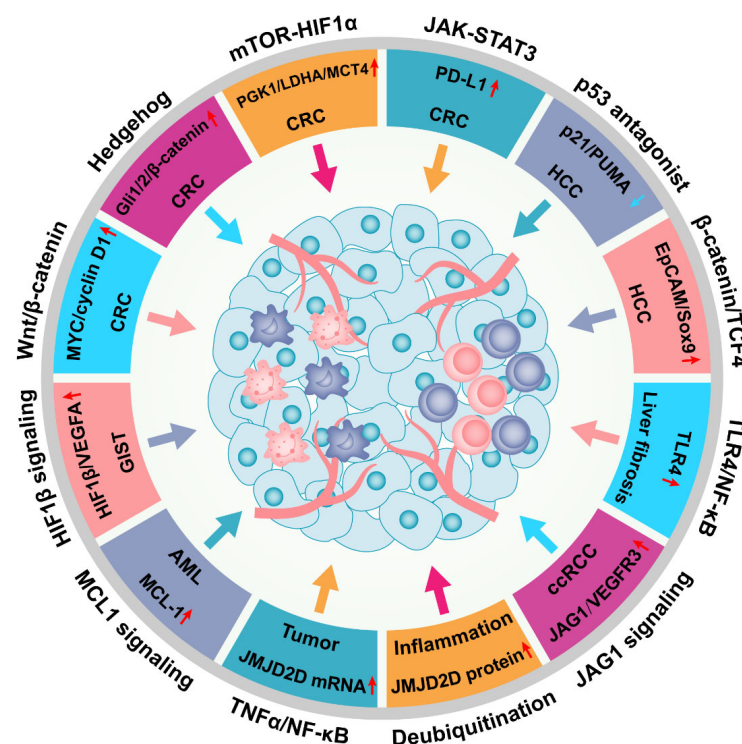 mTOR-HIF1α
PGK1/LDHA/MCT4
CRC
JAK-STAT3
PD-L1
CRC
p53 antagonist
p21/PUMA
HCC
β-catenin/TCF4
EpCAM/Sox9
HCC
TLR4/NF-κB
TLR4
Liver fibrosis
JAG1 signaling
JAG1/VEGFR3
ccRCC
Deubiquitination
Inflammation
JMJD2D protein
TNFα/NF-κB
Tumor
JMJD2D mRNA
MCL1 signaling
AML
MCL-1
HIF1β signaling
HIF1β/VEGFA
GIST
Wnt/β-catenin
MYC/cyclin D1
CRC
Hedgehog
Gli1/2/β-catenin
CRC